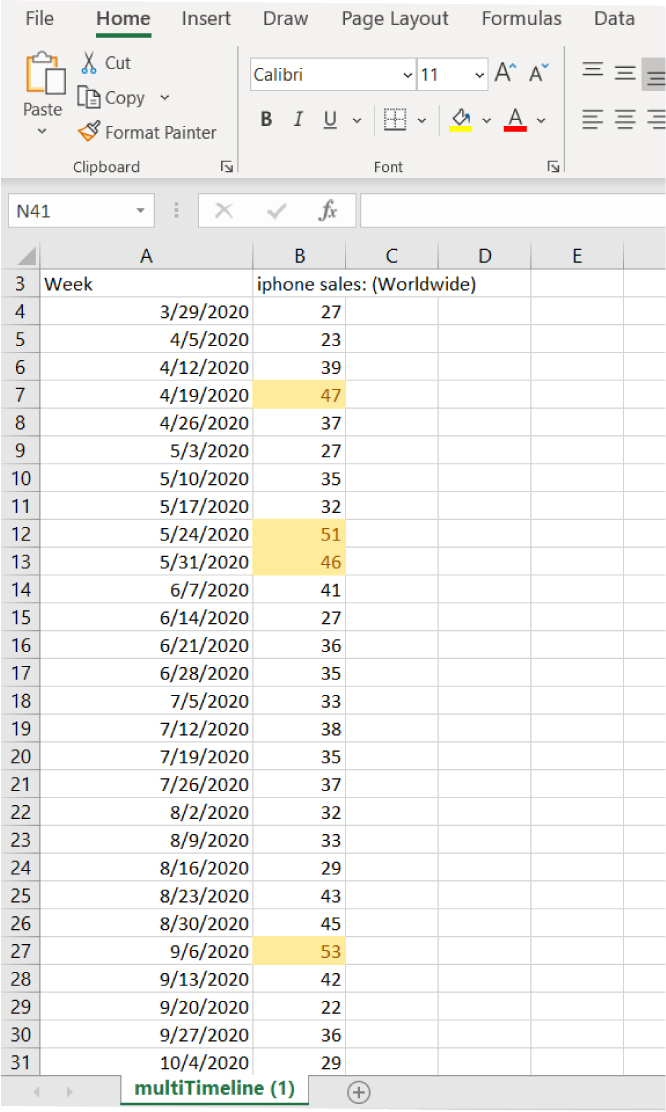 File Home Insert Draw Page Layout Formulas Data
Cut
Calibri 11 A A
Paste Copy
B I U A
Format Painter
Clipboard Font
N41 fx
A B C D E
3 Week iphone sales: (Worldwide)
4 3/29/2020 27
5 4/5/2020 23
6 4/12/2020 39
7 4/19/2020 47
8 4/26/2020 37
9 5/3/2020 27
10 5/10/2020 35
11 5/17/2020 32
12 5/24/2020 51
13 5/31/2020 46
14 6/7/2020 41
15 6/14/2020 27
16 6/21/2020 36
17 6/28/2020 35
18 7/5/2020 33
19 7/12/2020 38
20 7/19/2020 35
21 7/26/2020 37
22 8/2/2020 32
23 8/9/2020 33
24 8/16/2020 29
25 8/23/2020 43
26 8/30/2020 45
27 9/6/2020 53
28 9/13/2020 42
29 9/20/2020 22
30 9/27/2020 36
31 10/4/2020 29
multiTimeline (1)